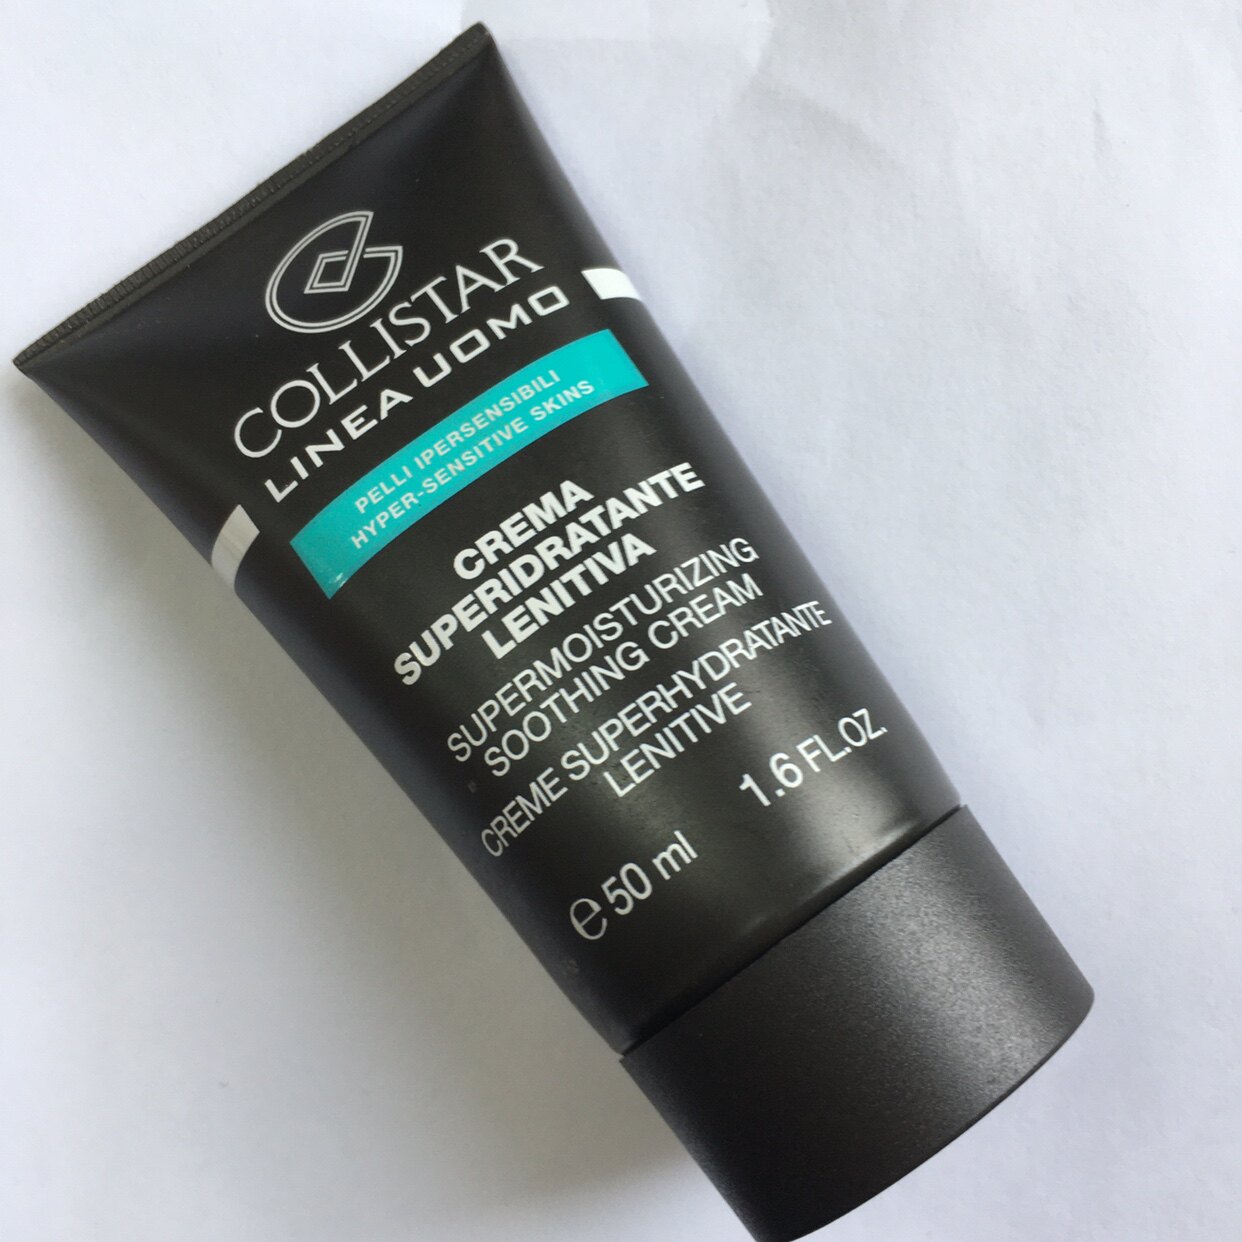 COLLISTAR
LINEA UOMO
PELLI IPERSENSIBILI
HYPER-SENSITIVE SKINS
CREMA
SUPERIDRATANTE
LENITIVA
SUPERMOISTURIZING
SOOTHING CREAM
CREME SUPERHYDRATANTE
LENITIVE
℮ 50 ml 1.6 FL.OZ.